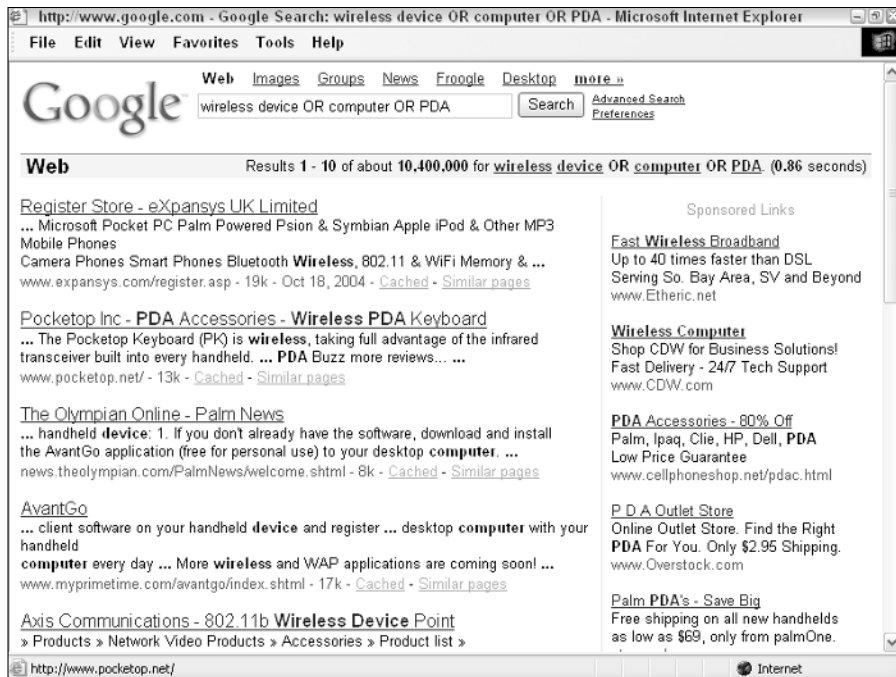 http://www.google.com - Google Search: wireless device OR computer OR PDA - Microsoft Internet Explorer
File Edit View Favorites Tools Help
Web Images Groups News Froogle Desktop more »
Google™
wireless device OR computer OR PDA
Search
Advanced Search
Preferences
Web
Results 1 - 10 of about 10,400,000 for wireless device OR computer OR PDA. (0.86 seconds)
Register Store - eXpansys UK Limited
... Microsoft Pocket PC Palm Powered Psion & Symbian Apple iPod & Other MP3
Mobile Phones
Camera Phones Smart Phones Bluetooth Wireless, 802.11 & WiFi Memory & ...
www.expansys.com/register.asp - 19k - Oct 18, 2004 - Cached - Similar pages
Pocketop Inc - PDA Accessories - Wireless PDA Keyboard
... The Pocketop Keyboard (PK) is wireless, taking full advantage of the infrared
transceiver built into every handheld. ... PDA Buzz more reviews... ...
www.pocketop.net/ - 13k - Cached - Similar pages
The Olympian Online - Palm News
... handheld device: 1. If you don't already have the software, download and install
the AvantGo application (free for personal use) to your desktop computer. ...
news.theolympian.com/PalmNews/welcome.shtml - 8k - Cached - Similar pages
AvantGo
... client software on your handheld device and register ... desktop computer with your
handheld
computer every day ... More wireless and WAP applications are coming soon! ...
www.myprimetime.com/avantgo/index.shtml - 17k - Cached - Similar pages
Axis Communications - 802.11b Wireless Device Point
» Products » Network Video Products » Accessories » Product list »
Sponsored Links
Fast Wireless Broadband
Up to 40 times faster than DSL
Serving So. Bay Area, SV and Beyond
www.Etheric.net
Wireless Computer
Shop CDW for Business Solutions!
Fast Delivery - 24/7 Tech Support
www.CDW.com
PDA Accessories - 80% Off
Palm, Ipaq, Clie, HP, Dell, PDA
Low Price Guarantee
www.cellphoneshop.net/pdac.html
P D A Outlet Store
Online Outlet Store. Find the Right
PDA For You. Only $2.95 Shipping.
www.Overstock.com
Palm PDA's - Save Big
Free shipping on all new handhelds
as low as $69, only from palmOne.
http://www.pocketop.net/
Internet